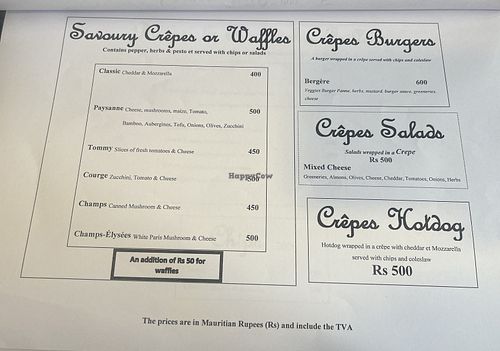 Savoury Crêpes or Waffles
Contains pepper, herbs & pesto et served with chips or salads
Classic Cheddar & Mozzarella 400
Paysanne Cheese, mushrooms, maize, Tomato, 500
Bamboo, Aubergines, Tofu, Onions, Olives, Zucchini
Tommy Slices of fresh tomatoes & Cheese 450
Courge Zucchini, Tomato & Cheese 500
HappyCow
Champs Canned Mushroom & Cheese 450
Champs-Élysées White Paris Mushroom & Cheese 500
An addition of Rs 50 for
waffles
Crêpes Burgers
A burger wrapped in a crêpe served with chips and coleslaw
Bergère 600
Veggies Burger Panne, herbs, mustard, burger sauce, greeneries,
cheese
Crêpes Salads
Salads wrapped in a Crepe
Rs 500
Mixed Cheese
Greeneries, Almons, Olives, Cheese, Cheddar, Tomatoes, Onions, Herbs
Crêpes Hotdog
Hotdog wrapped in a crêpe with cheddar et Mozzarella
served with chips and coleslaw
Rs 500
The prices are in Mauritian Rupees (Rs) and include the TVA